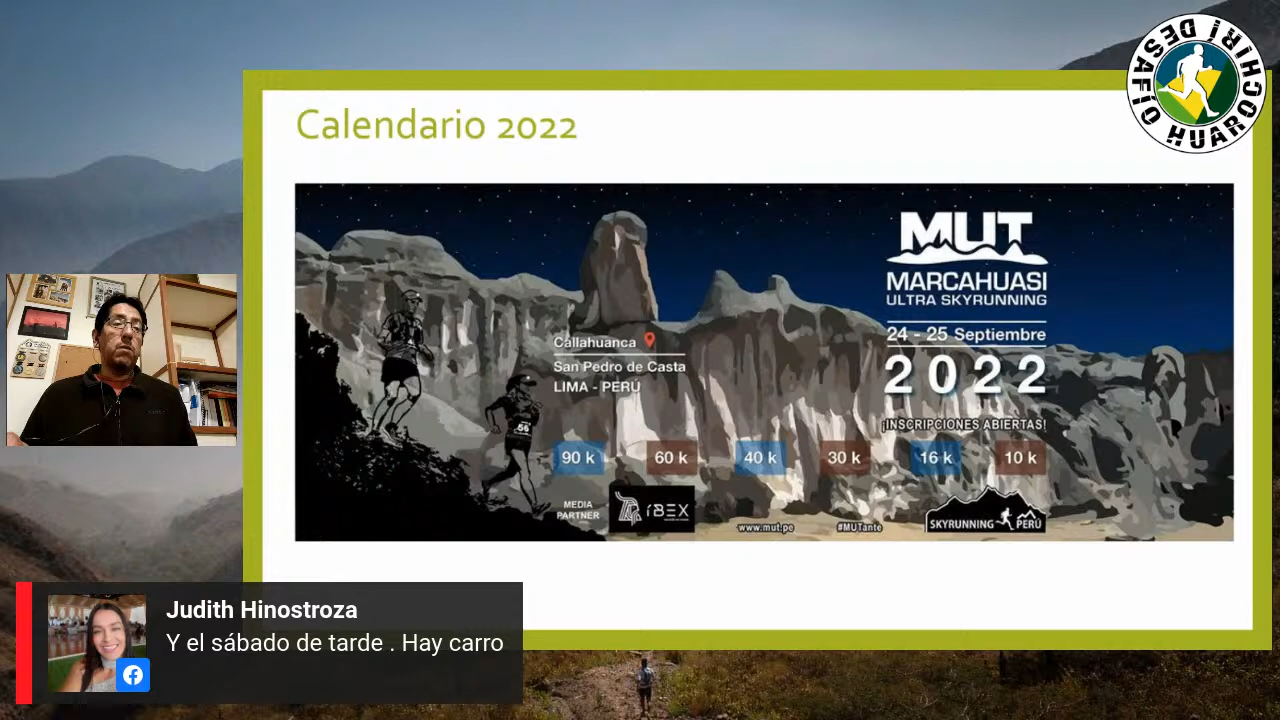 DESAFÍO HUAROCHIRÍ
Calendario 2022
MUT
MARCAHUASI
ULTRA SKYRUNNING
24 - 25 Septiembre
2022
¡INSCRIPCIONES ABIERTAS!
Callahuanca
San Pedro de Casta
LIMA - PERÚ
90 k
60 k
40 k
30 k
16 k
10 k
MEDIA
PARTNER
iBEX
www.mut.pe
#MUTante
SKYRUNNING PERÚ
56
Judith Hinostroza
Y el sábado de tarde . Hay carro